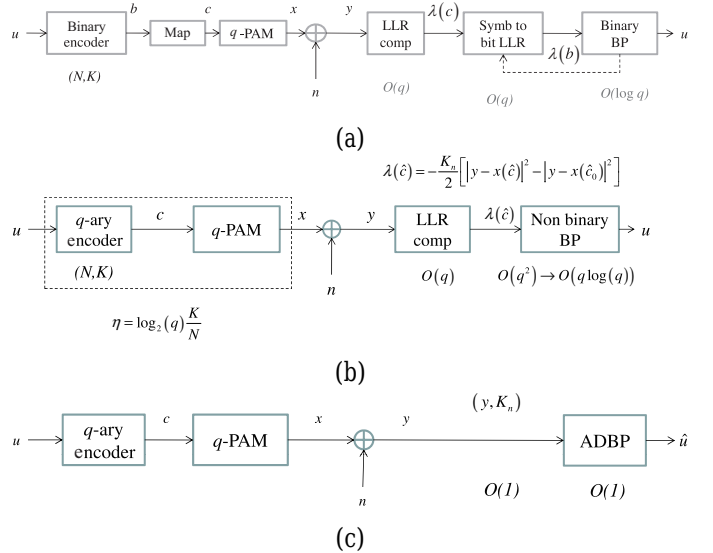 b c x y λ(c)
u Binary encoder Map q-PAM LLR comp Symb to bit LLR Binary BP u
λ(b)
(N,K) n O(q) O(q) O(log q)
(a)
λ(ĉ) = −K_n/2 [|y − x(ĉ)|² − |y − x(ĉ₀)|²]
c x y λ(ĉ)
u q-ary encoder q-PAM LLR comp Non binary BP u
(N,K) n O(q) O(q²) → O(q log(q))
η = log₂(q) K/N
(b)
c x y (y, K_n)
u q-ary encoder q-PAM ADBP û
n O(1) O(1)
(c)